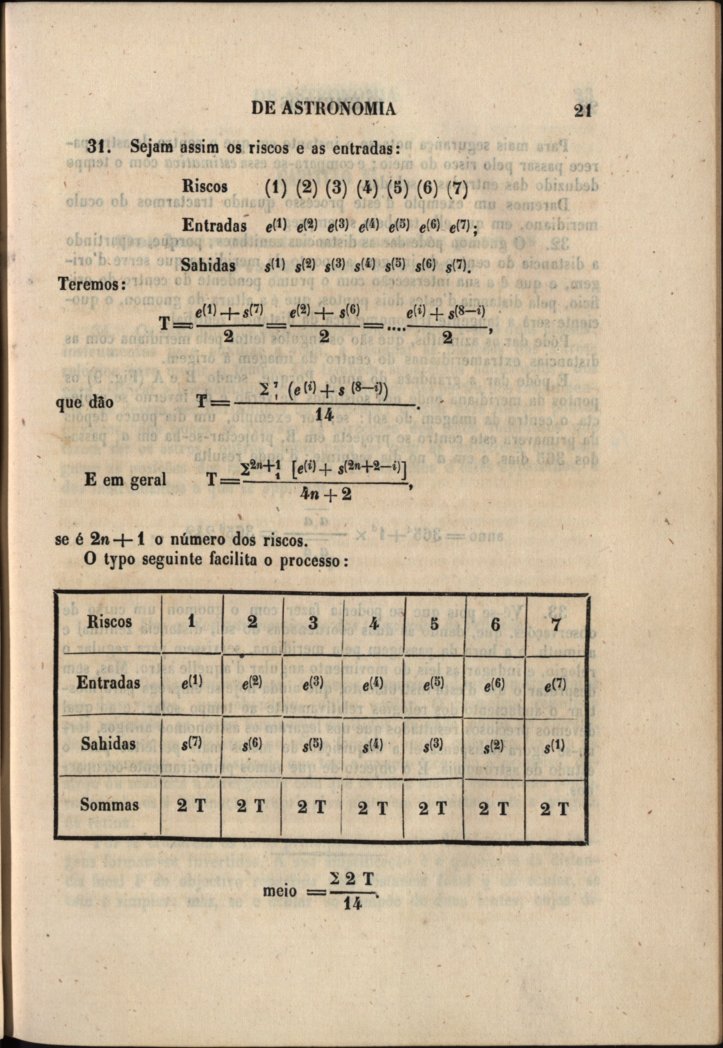 DE ASTRONOMIA 21
31. Sejam assim os riscos e as entradas:
Riscos (1) (2) (3) (4) (5) (6) (7)
Entradas e(1) e(2) e(3) e(4) e(5) e(6) e(7);
Sahidas s(1) s(2) s(3) s(4) s(5) s(6) s(7).
Teremos:
T = e(1) + s(7) / 2 = e(2) + s(6) / 2 = .... e(i) + s(8—i) / 2,
que dão T = Σ 7 1 (e(i) + s (8—i)) / 14.
E em geral T = Σ 2n+1 1 [e(i) + s(2n+2—i)] / 4n + 2,
se é 2n + 1 o número dos riscos.
O typo seguinte facilita o processo:
Riscos 1 2 3 4 5 6 7
Entradas e(1) e(2) e(3) e(4) e(5) e(6) e(7)
Sahidas s(7) s(6) s(5) s(4) s(3) s(2) s(1)
Sommas 2 T 2 T 2 T 2 T 2 T 2 T 2 T
meio = Σ 2 T / 14.